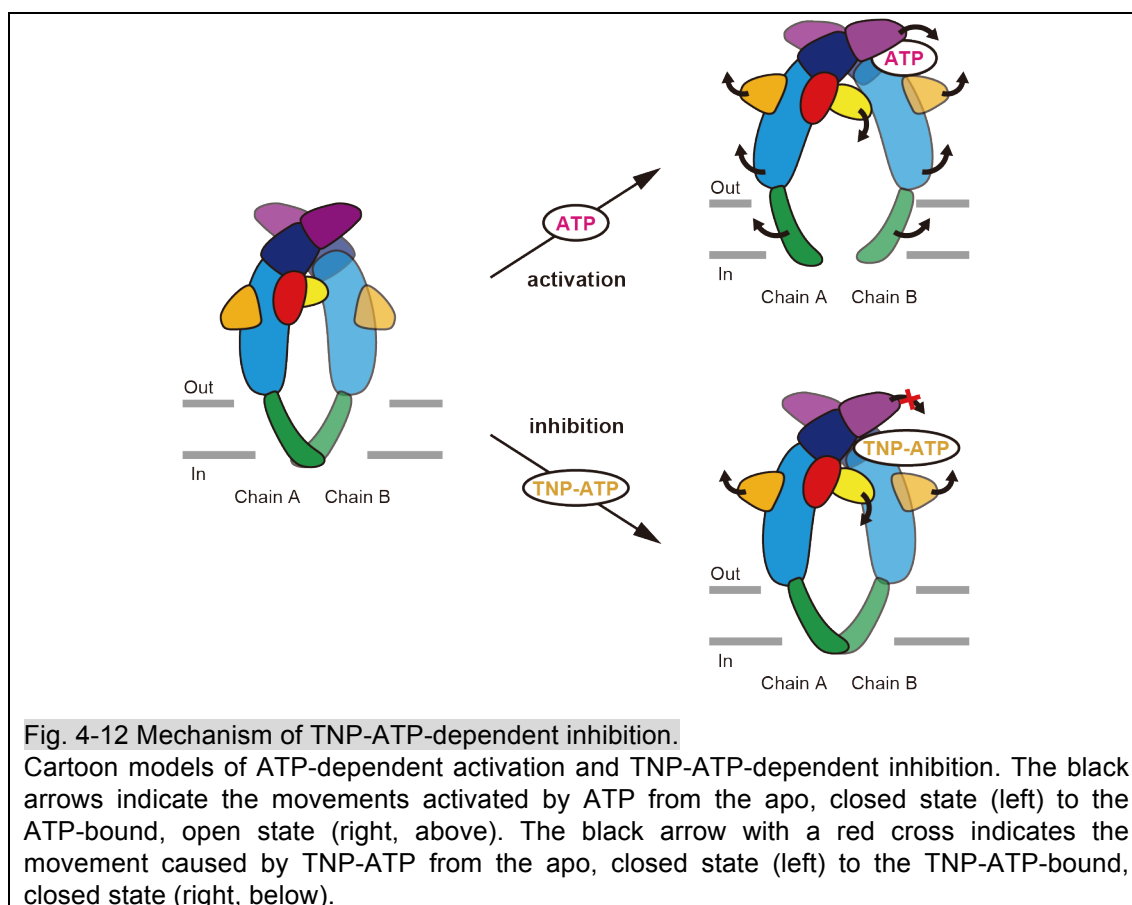 ATP
Out
In
Chain A Chain B
ATP
activation
Out
In
Chain A Chain B
inhibition
TNP-ATP
TNP-ATP
Out
In
Chain A Chain B
Fig. 4-12 Mechanism of TNP-ATP-dependent inhibition.
Cartoon models of ATP-dependent activation and TNP-ATP-dependent inhibition. The black
arrows indicate the movements activated by ATP from the apo, closed state (left) to the
ATP-bound, open state (right, above). The black arrow with a red cross indicates the
movement caused by TNP-ATP from the apo, closed state (left) to the TNP-ATP-bound,
closed state (right, below).